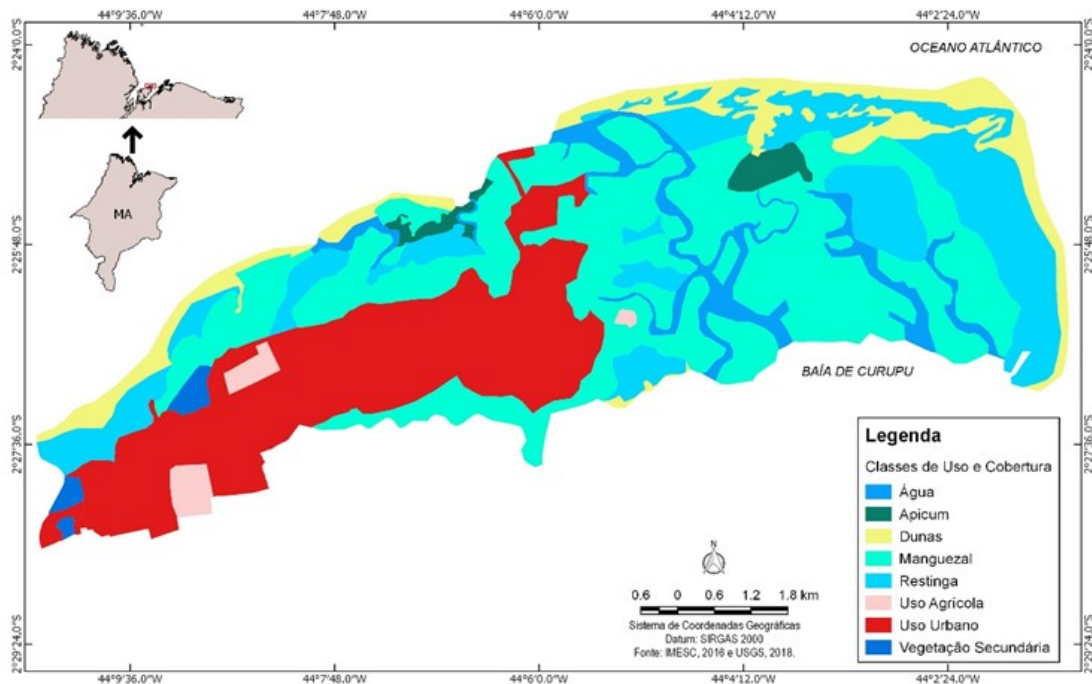 44°9'36.0"W 44°7'48.0"W 44°6'0.0"W 44°4'12.0"W 44°2'24.0"W
2°24'0.0"S 2°24'0.0"S
OCEANO ATLÂNTICO
MA
2°25'48.0"S 2°25'48.0"S
BAÍA DE CURUPU
2°27'36.0"S 2°27'36.0"S
Legenda
Classes de Uso e Cobertura
Água
Apicum
Dunas
Manguezal
Restinga
Uso Agrícola
Uso Urbano
Vegetação Secundária
N
0.6 0 0.6 1.2 1.8 km
Sistema de Coordenadas Geográficas
Datum: SIRGAS 2000
Fonte: IMESC, 2016 e USGS, 2018.
2°29'24.0"S 2°29'24.0"S
44°9'36.0"W 44°7'48.0"W 44°6'0.0"W 44°4'12.0"W 44°2'24.0"W